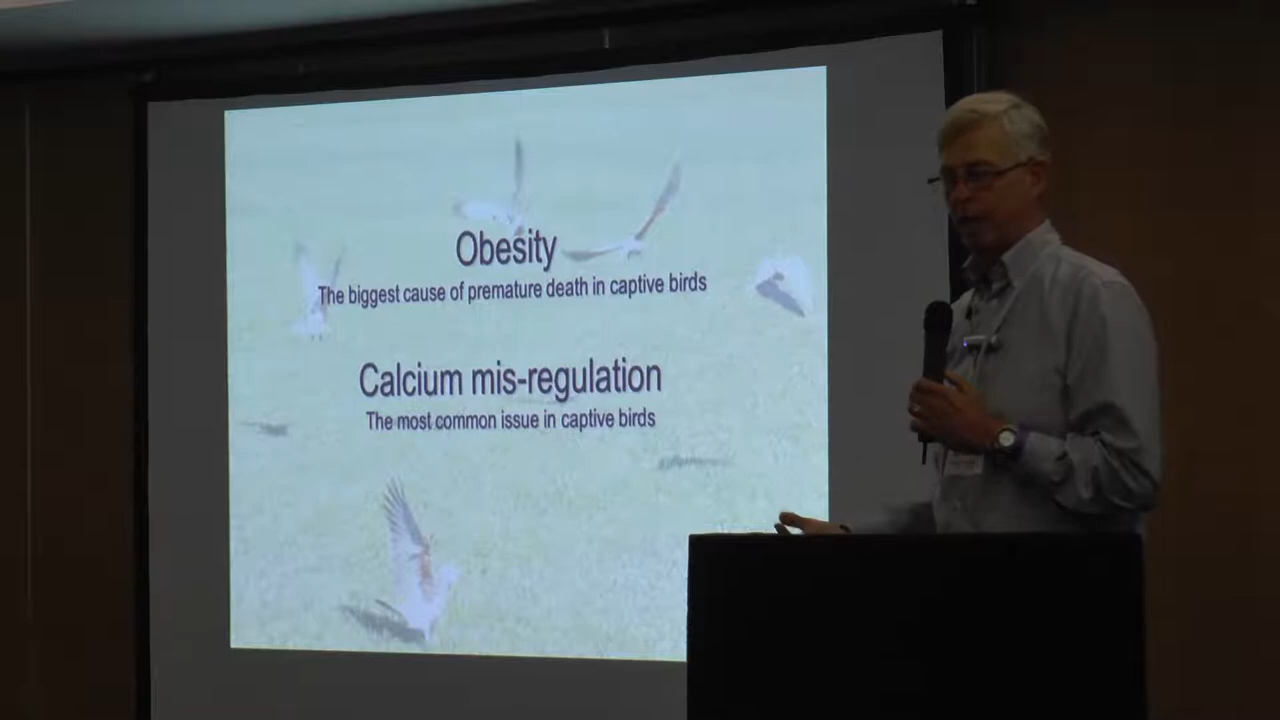 Obesity
The biggest cause of premature death in captive birds
Calcium mis-regulation
The most common issue in captive birds